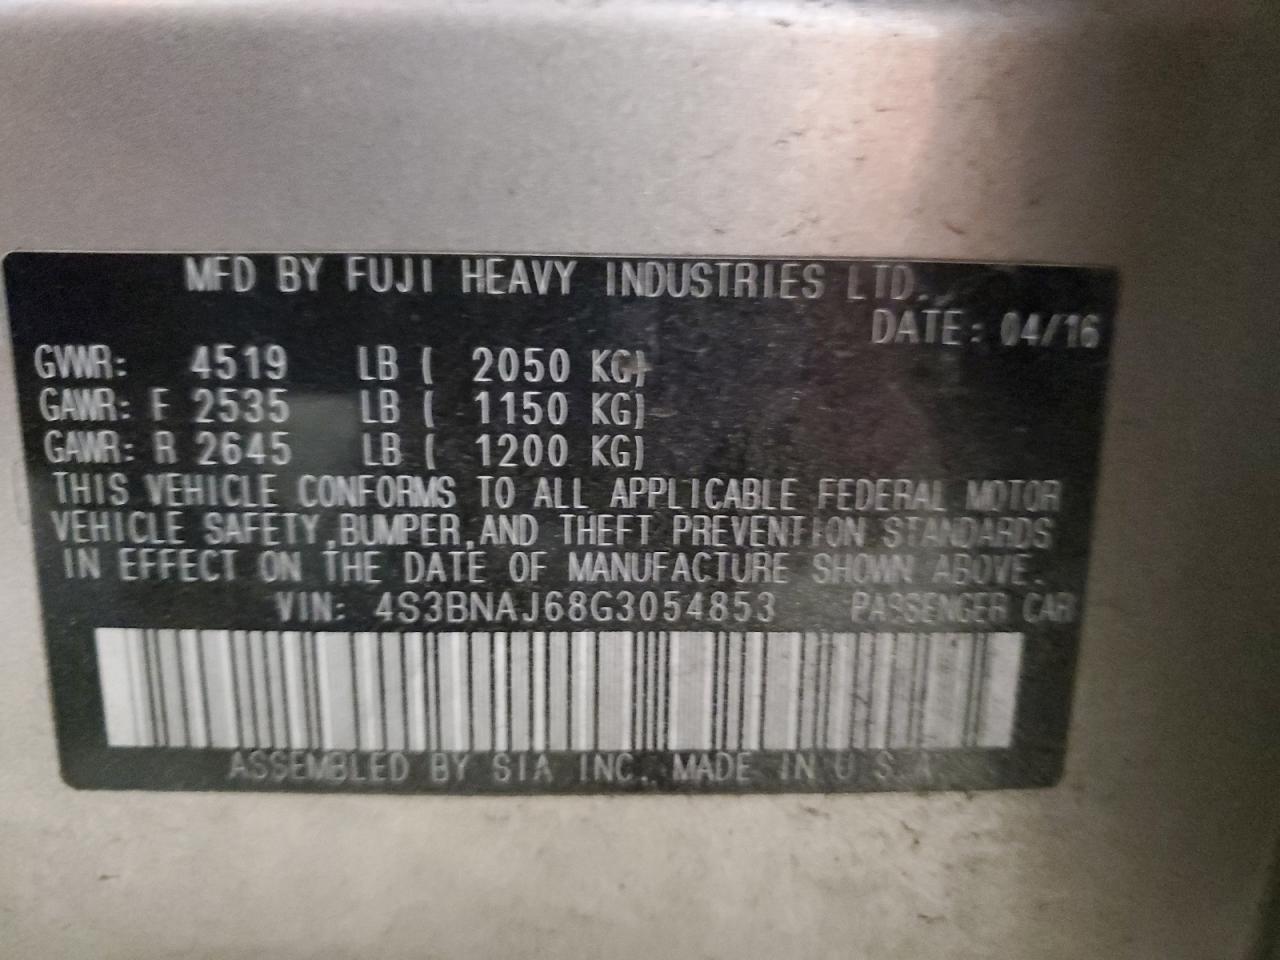 MFD BY FUJI HEAVY INDUSTRIES LTD.
DATE: 04/16
GVWR: 4519 LB ( 2050 KG)
GAWR: F 2535 LB ( 1150 KG)
GAWR: R 2645 LB ( 1200 KG)
THIS VEHICLE CONFORMS TO ALL APPLICABLE FEDERAL MOTOR
VEHICLE SAFETY,BUMPER,AND THEFT PREVENTION STANDARDS
IN EFFECT ON THE DATE OF MANUFACTURE SHOWN ABOVE.
VIN: 4S3BNAJ68G3054853 PASSENGER CAR
ASSEMBLED BY SIA INC. MADE IN U.S.A.